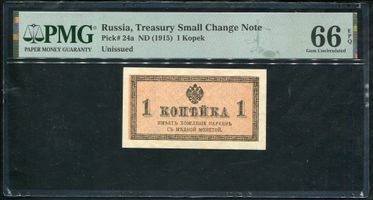 PMG
PAPER MONEY GUARANTY
Russia, Treasury Small Change Note
Pick# 24a ND (1915) 1 Kopek
Unissued
66 EPQ
Gem Uncirculated
1 КОПѢЙКА 1
ИМѢЕТЪ ХОЖДЕНІЕ НАРАВНѢ
СЪ МѢДНОЙ МОНЕТОЙ.